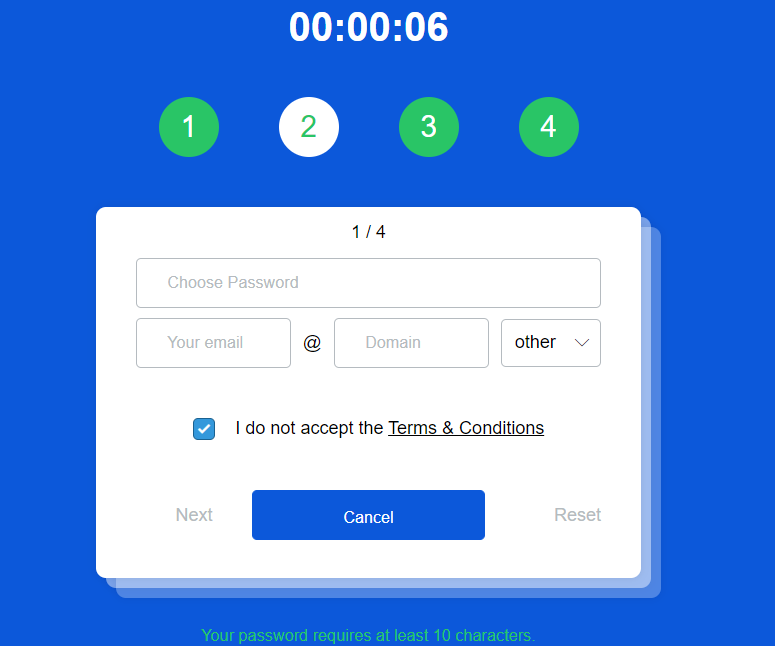 00:00:06
1 2 3 4
1 / 4
Choose Password
Your email @ Domain other
I do not accept the Terms & Conditions
Next Cancel Reset
Your password requires at least 10 characters.